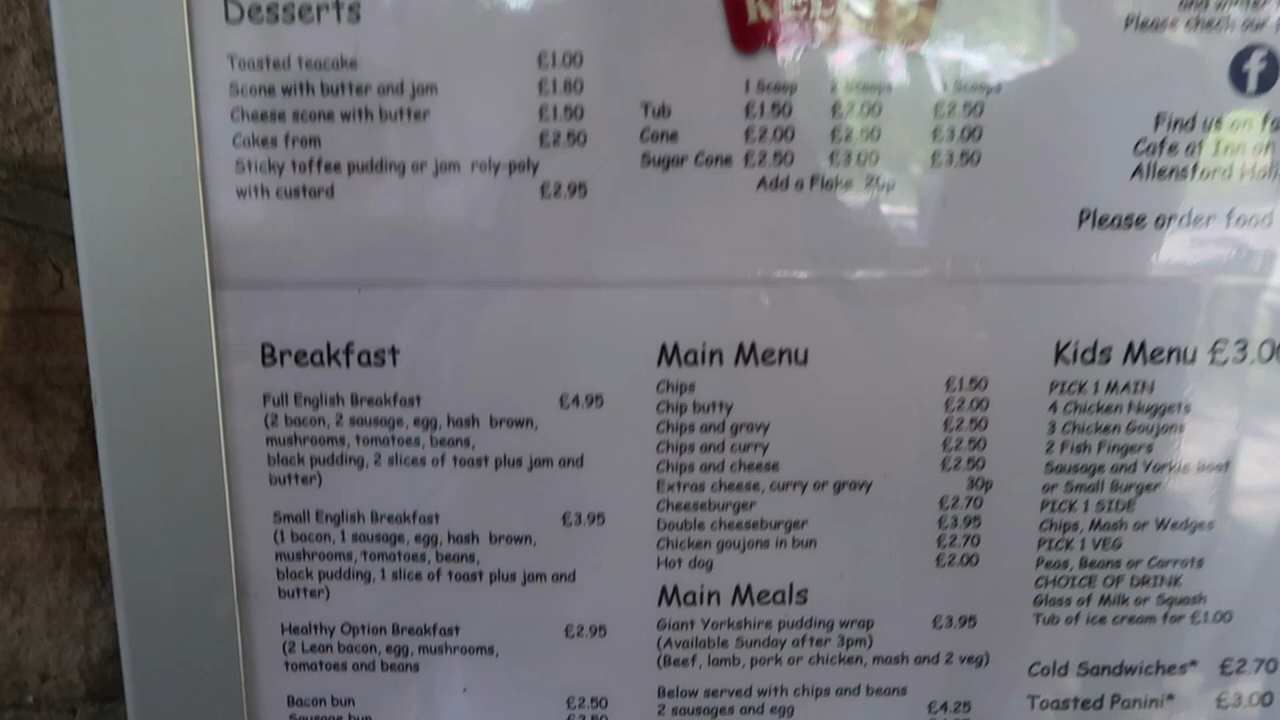 Desserts
Toasted teacake £1.00
Scone with butter and jam £1.80
Cheese scone with butter £1.50
Cakes from £2.50
Sticky toffee pudding or jam roly-poly
with custard £2.95
1 Scoop 2 Scoops Scoops
Tub £1.50 £2.00 £2.50
Cone £2.00 £2.50 £3.00
Sugar Cone £2.50 £3.00 £3.50
Add a Flake
Please check our
f
Find us on
Cafe at Inn on
Allensford
Please order food
Breakfast
Full English Breakfast £4.95
(2 bacon, 2 sausage, egg, hash brown,
mushrooms, tomatoes, beans,
black pudding, 2 slices of toast plus jam and
butter)
Small English Breakfast £3.95
(1 bacon, 1 sausage, egg, hash brown,
mushrooms, tomatoes, beans,
black pudding, 1 slice of toast plus jam and
butter)
Healthy Option Breakfast £2.95
(2 Lean bacon, egg, mushrooms,
tomatoes and beans
Bacon bun £2.50
Sausage bun
Main Menu
Chips £1.50
Chip butty £2.00
Chips and gravy £2.50
Chips and curry £2.50
Chips and cheese £2.50
Extras cheese, curry or gravy 30p
Cheeseburger £2.70
Double cheeseburger £3.95
Chicken goujons in bun £2.70
Hot dog £2.00
Main Meals
Giant Yorkshire pudding wrap £3.95
(Available Sunday after 3pm)
(Beef, lamb, pork or chicken, mash and 2 veg)
Below served with chips and beans
2 sausages and egg £4.25
Kids Menu £3.00
PICK 1 MAIN
4 Chicken Nuggets
3 Chicken Goujons
2 Fish Fingers
Sausage and Yorkie Boat
or Small Burger
PICK 1 SIDE
Chips, Mash or Wedges
PICK 1 VEG
Peas, Beans or Carrots
CHOICE OF DRINK
Glass of Milk or Squash
Tub of ice cream for £1.00
Cold Sandwiches* £2.70
Toasted Panini* £3.00